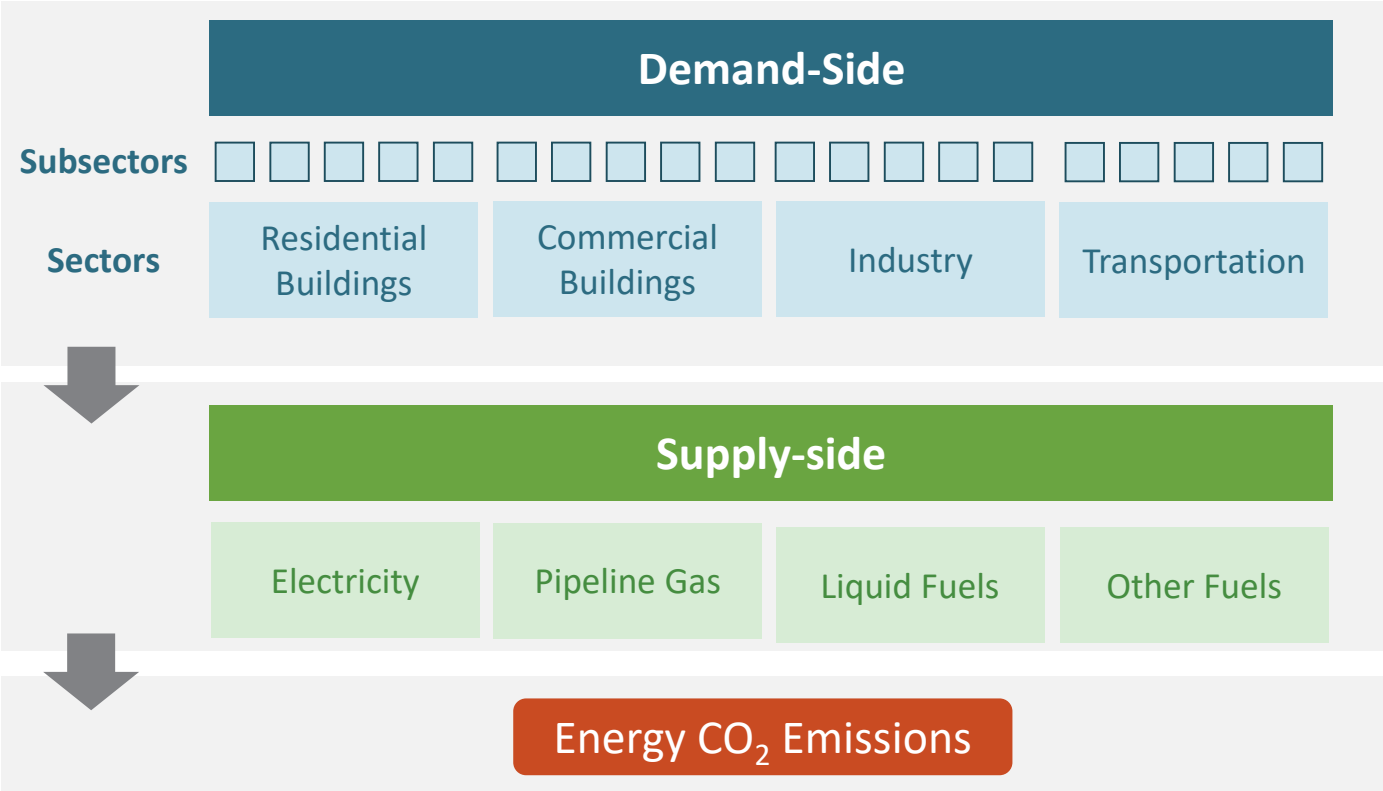 Demand-Side
Subsectors
Sectors
Residential
Buildings
Commercial
Buildings
Industry
Transportation
Supply-side
Electricity
Pipeline Gas
Liquid Fuels
Other Fuels
Energy CO₂ Emissions